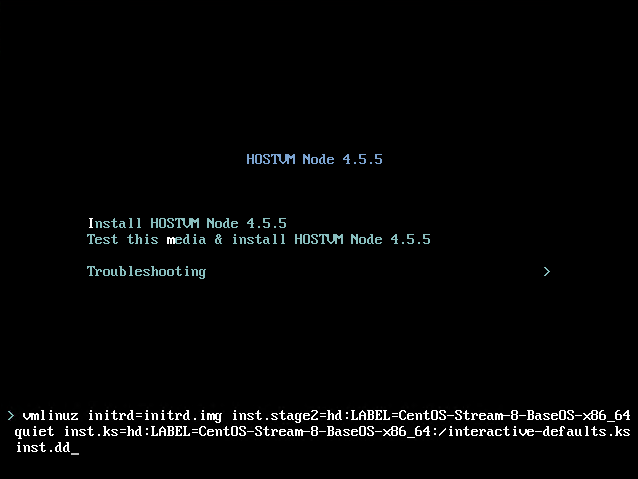 HOSTVM Node 4.5.5
Install HOSTVM Node 4.5.5
Test this media & install HOSTVM Node 4.5.5
Troubleshooting >
> vmlinuz initrd=initrd.img inst.stage2=hd:LABEL=CentOS-Stream-8-BaseOS-x86_64
quiet inst.ks=hd:LABEL=CentOS-Stream-8-BaseOS-x86_64:/interactive-defaults.ks
inst.dd_